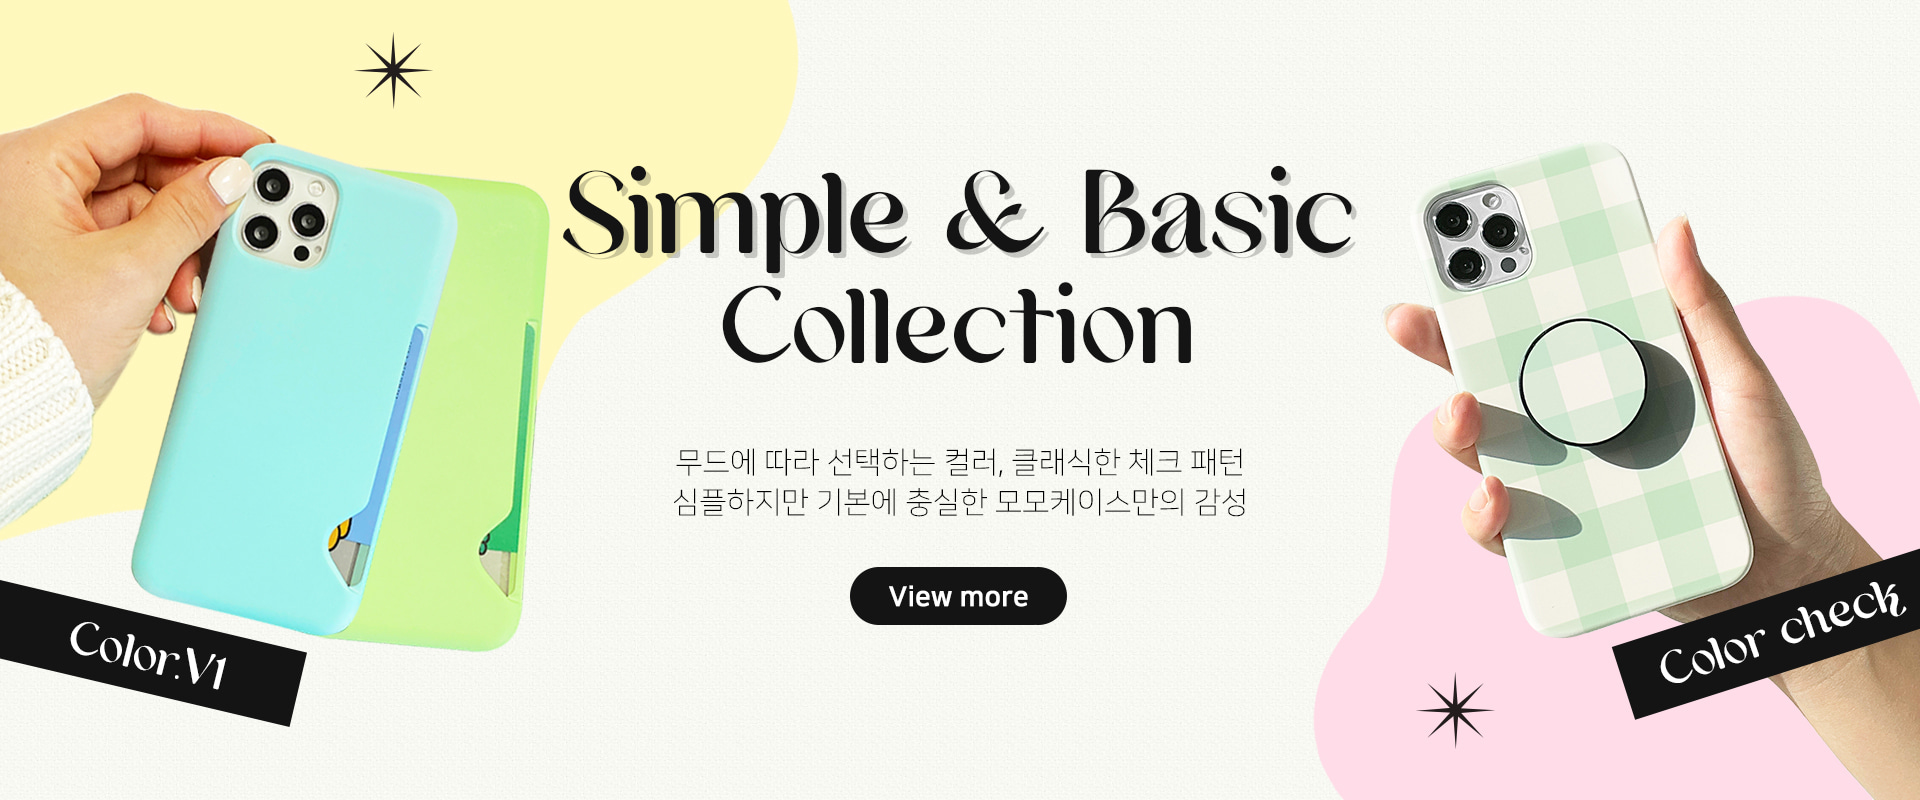 Simple & Basic
Collection
무드에 따라 선택하는 컬러, 클래식한 체크 패턴
심플하지만 기본에 충실한 모모케이스만의 감성
View more
Color.V1
Color check